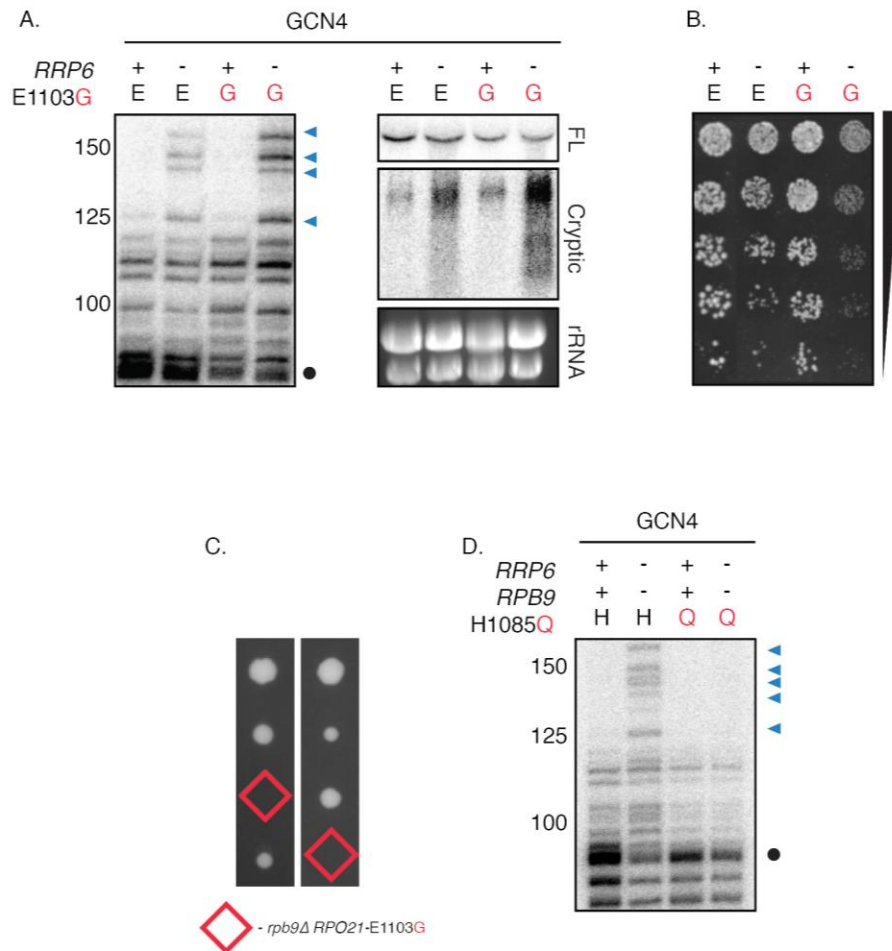 A.
GCN4
RRP6 + - + -
E1103G E E G G
150
125
100
+ - + -
E E G G
FL
Cryptic
rRNA
B.
+ - + -
E E G G
C.
- rpb9Δ RPO21-E1103G
D.
GCN4
RRP6 + - + -
RPB9 + - + -
H1085Q H H Q Q
150
125
100